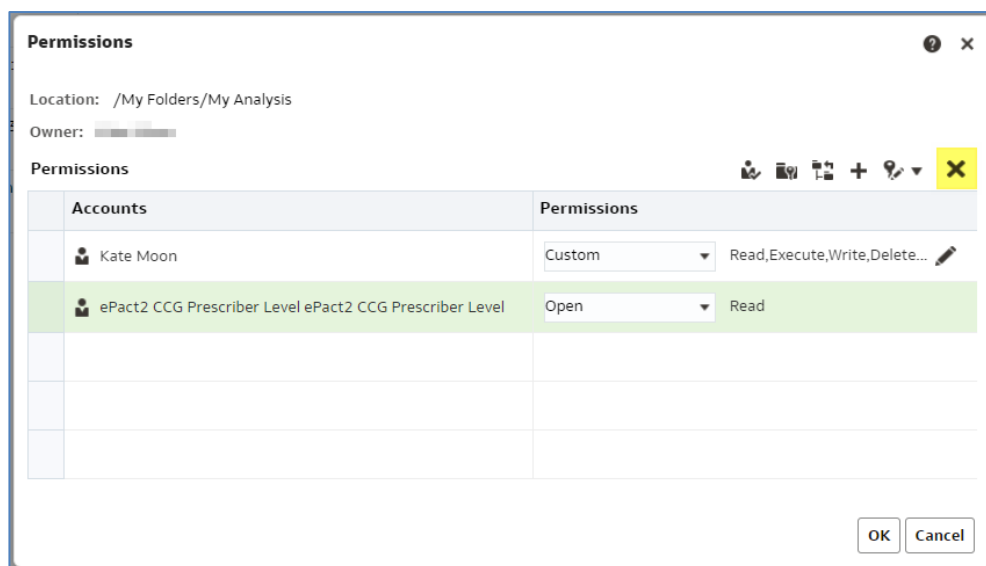 Permissions
Location: /My Folders/My Analysis
Owner:
Permissions
Accounts Permissions
Kate Moon Custom Read,Execute,Write,Delete...
ePact2 CCG Prescriber Level ePact2 CCG Prescriber Level Open Read
OK Cancel